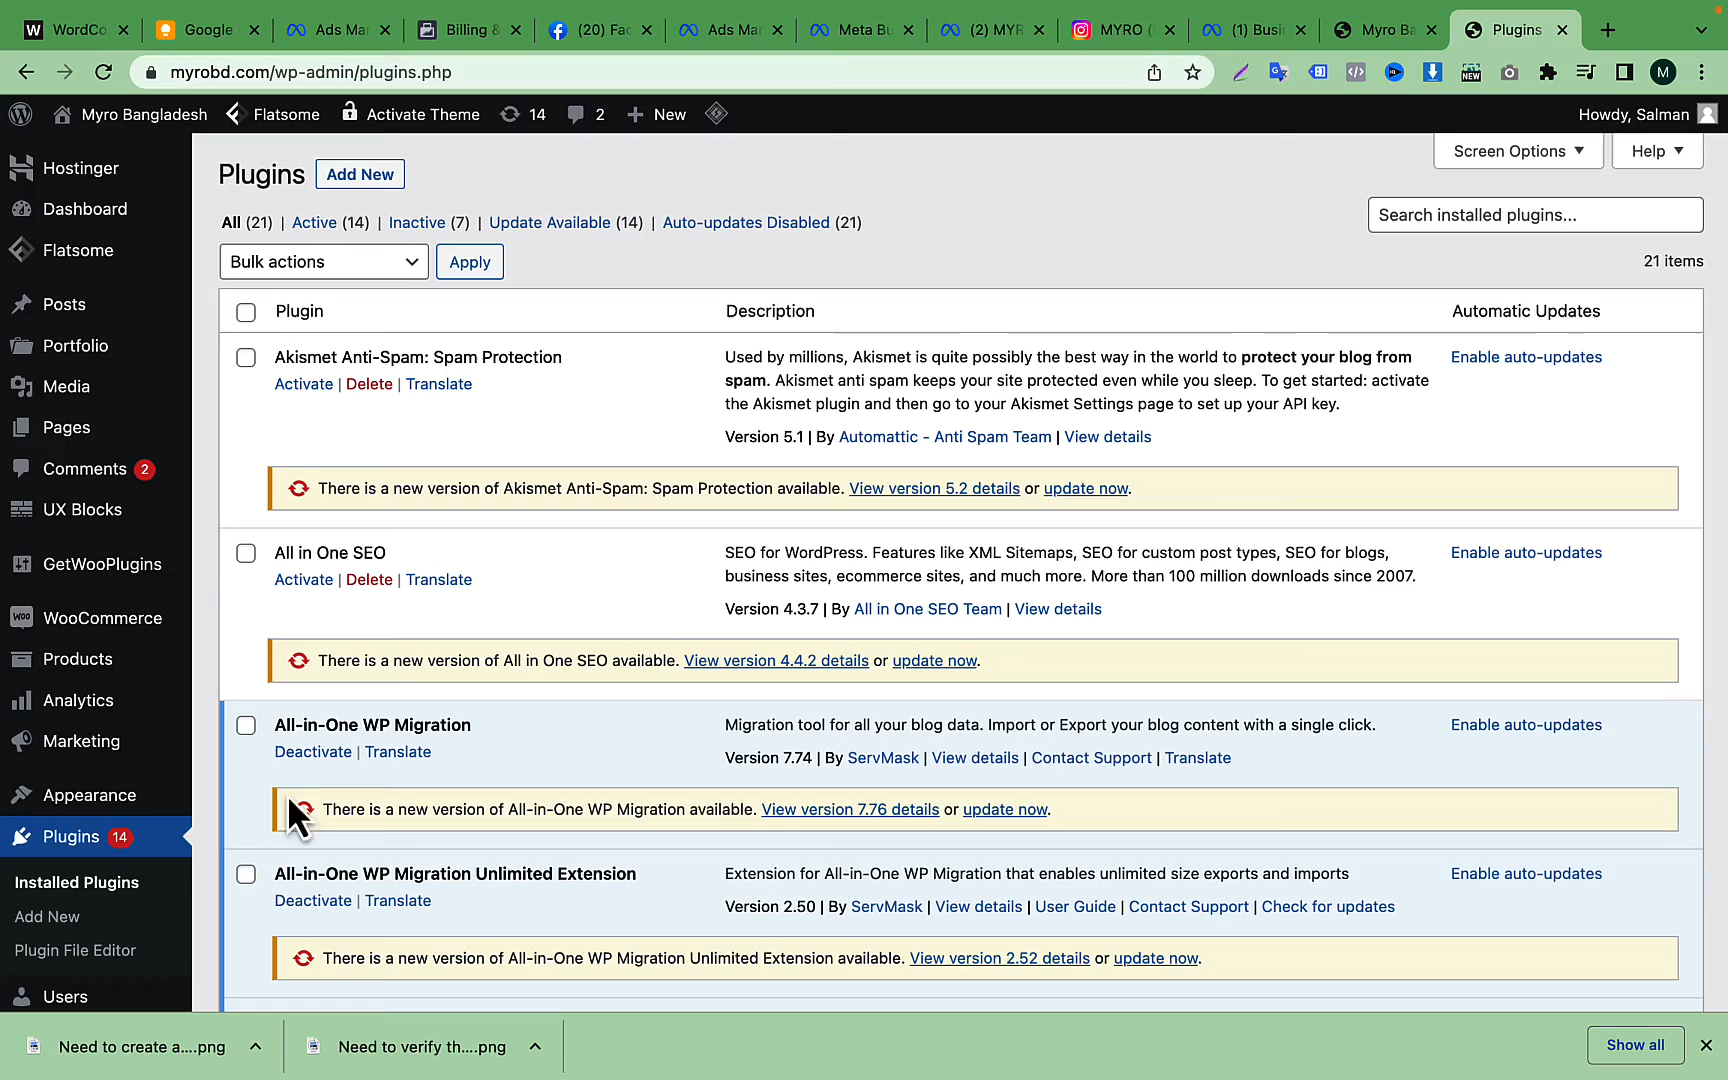 WordCo
Google
Ads Mar
Billing &
(20) Fac
Ads Mar
Meta Bu
(2) MYR
MYRO (
(1) Busi
Myro Ba
Plugins
myrobd.com/wp-admin/plugins.php
NEW
M
Myro Bangladesh
Flatsome
Activate Theme
14
2
New
Howdy, Salman
Hostinger
Dashboard
Flatsome
Posts
Portfolio
Media
Pages
Comments 2
UX Blocks
GetWooPlugins
WooCommerce
Products
Analytics
Marketing
Appearance
Plugins 14
Installed Plugins
Add New
Plugin File Editor
Users
Screen Options
Help
Plugins
Add New
All (21) | Active (14) | Inactive (7) | Update Available (14) | Auto-updates Disabled (21)
Search installed plugins...
Bulk actions
Apply
21 items
Plugin
Description
Automatic Updates
Akismet Anti-Spam: Spam Protection
Activate | Delete | Translate
Used by millions, Akismet is quite possibly the best way in the world to protect your blog from
spam. Akismet anti spam keeps your site protected even while you sleep. To get started: activate
the Akismet plugin and then go to your Akismet Settings page to set up your API key.
Version 5.1 | By Automattic - Anti Spam Team | View details
Enable auto-updates
There is a new version of Akismet Anti-Spam: Spam Protection available. View version 5.2 details or update now.
All in One SEO
Activate | Delete | Translate
SEO for WordPress. Features like XML Sitemaps, SEO for custom post types, SEO for blogs,
business sites, ecommerce sites, and much more. More than 100 million downloads since 2007.
Version 4.3.7 | By All in One SEO Team | View details
Enable auto-updates
There is a new version of All in One SEO available. View version 4.4.2 details or update now.
All-in-One WP Migration
Deactivate | Translate
Migration tool for all your blog data. Import or Export your blog content with a single click.
Version 7.74 | By ServMask | View details | Contact Support | Translate
Enable auto-updates
There is a new version of All-in-One WP Migration available. View version 7.76 details or update now.
All-in-One WP Migration Unlimited Extension
Deactivate | Translate
Extension for All-in-One WP Migration that enables unlimited size exports and imports
Version 2.50 | By ServMask | View details | User Guide | Contact Support | Check for updates
Enable auto-updates
There is a new version of All-in-One WP Migration Unlimited Extension available. View version 2.52 details or update now.
Need to create a....png
Need to verify th....png
Show all